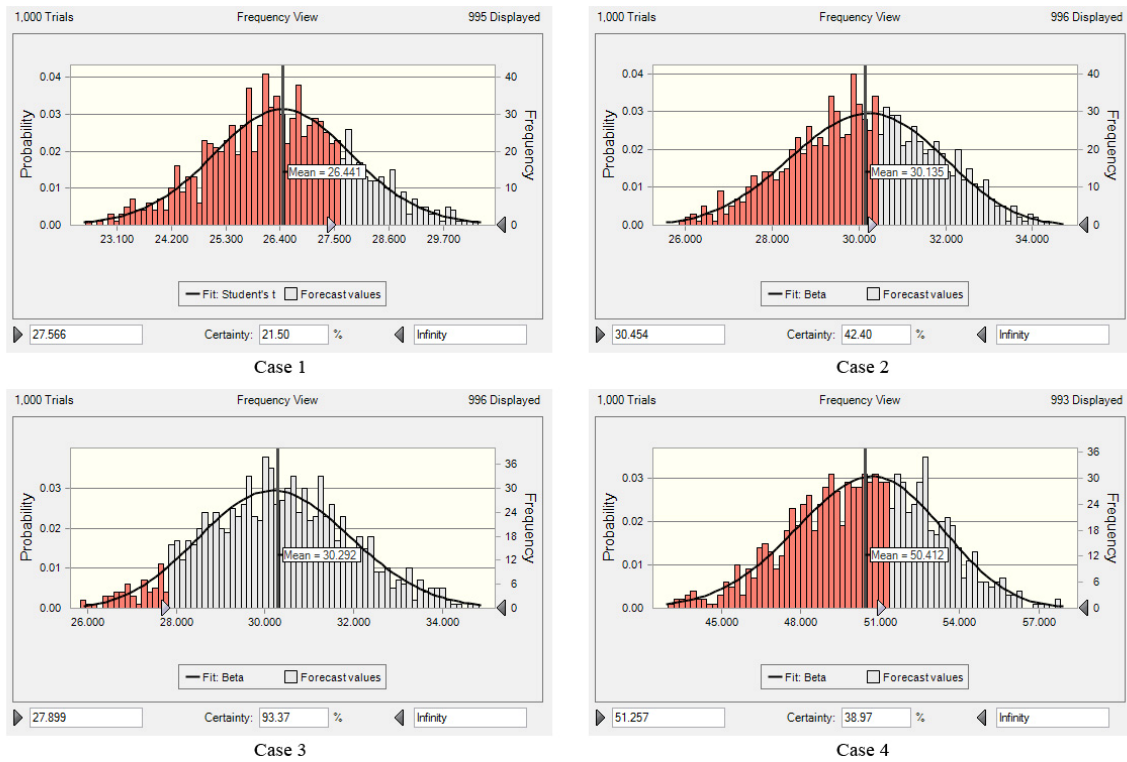 1,000 Trials Frequency View 995 Displayed
0.04 40
0.03 30
0.02 20
0.01 10
0.00 0
Probability
Frequency
Mean = 26.441
23.100 24.200 25.300 26.400 27.500 28.600 29.700
Fit: Student's t Forecast values
27.566 Certainty: 21.50 % Infinity
Case 1
1,000 Trials Frequency View 996 Displayed
0.04 40
0.03 30
0.02 20
0.01 10
0.00 0
Probability
Frequency
Mean = 30.135
26.000 28.000 30.000 32.000 34.000
Fit: Beta Forecast values
30.454 Certainty: 42.40 % Infinity
Case 2
1,000 Trials Frequency View 996 Displayed
36
0.03 30
24
0.02 18
12
0.01 6
0.00 0
Probability
Frequency
Mean = 30.292
26.000 28.000 30.000 32.000 34.000
Fit: Beta Forecast values
27.899 Certainty: 93.37 % Infinity
Case 3
1,000 Trials Frequency View 993 Displayed
36
0.03 30
24
0.02 18
12
0.01 6
0.00 0
Probability
Frequency
Mean = 50.412
45.000 48.000 51.000 54.000 57.000
Fit: Beta Forecast values
51.257 Certainty: 38.97 % Infinity
Case 4